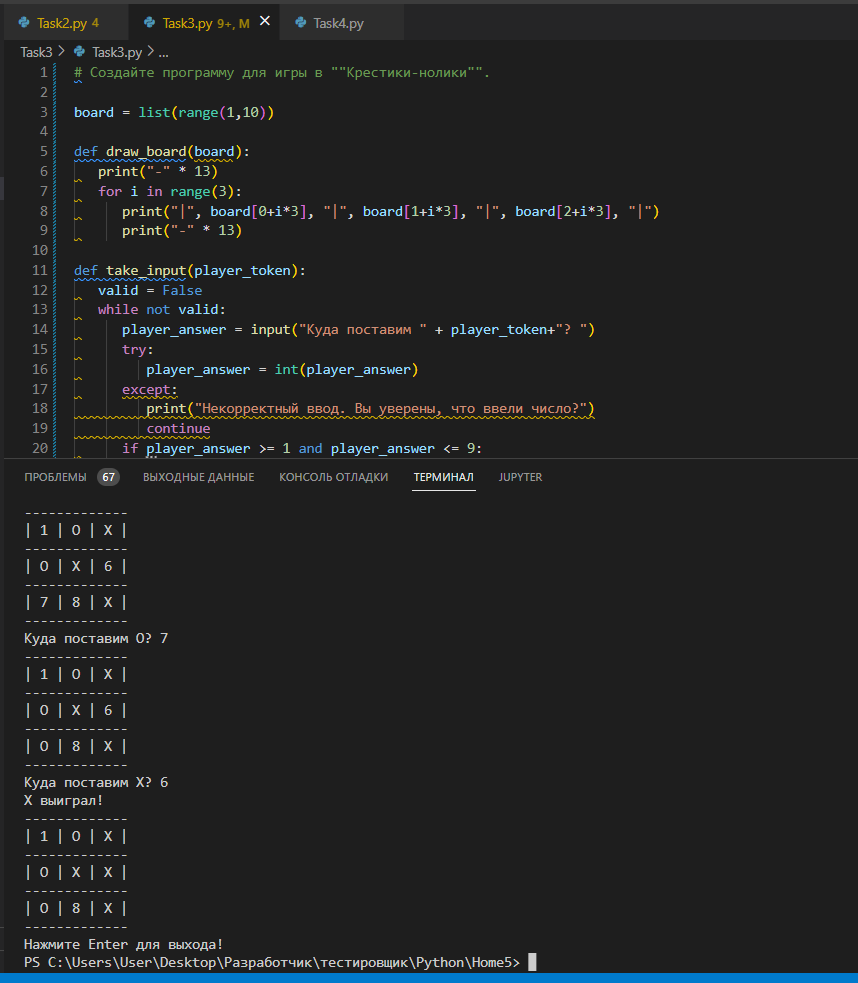 Task2.py 4 Task3.py 9+, M × Task4.py
Task3 > Task3.py > ...
1 # Создайте программу для игры в ""Крестики-нолики"".
2
3 board = list(range(1,10))
4
5 def draw_board(board):
6 print("-" * 13)
7 for i in range(3):
8 print("|", board[0+i*3], "|", board[1+i*3], "|", board[2+i*3], "|")
9 print("-" * 13)
10
11 def take_input(player_token):
12 valid = False
13 while not valid:
14 player_answer = input("Куда поставим " + player_token+"? ")
15 try:
16 player_answer = int(player_answer)
17 except:
18 print("Некорректный ввод. Вы уверены, что ввели число?")
19 continue
20 if player_answer >= 1 and player_answer <= 9:
ПРОБЛЕМЫ 67 ВЫХОДНЫЕ ДАННЫЕ КОНСОЛЬ ОТЛАДКИ ТЕРМИНАЛ JUPYTER
-------------
| 1 | O | X |
-------------
| O | X | 6 |
-------------
| 7 | 8 | X |
-------------
Куда поставим O? 7
-------------
| 1 | O | X |
-------------
| O | X | 6 |
-------------
| O | 8 | X |
-------------
Куда поставим X? 6
X выиграл!
-------------
| 1 | O | X |
-------------
| O | X | X |
-------------
| O | 8 | X |
-------------
Нажмите Enter для выхода!
PS C:\Users\User\Desktop\Разработчик\тестировщик\Python\Home5>